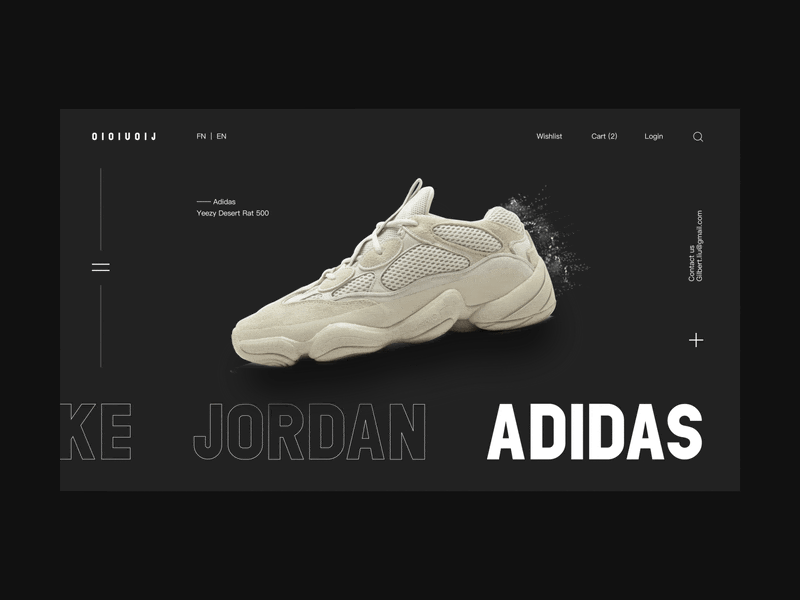 OIOIUOIJ
FN | EN
Wishlist
Cart (2)
Login
Adidas
Yeezy Desert Rat 500
Contact us
Gilbert.liu@gmail.com
KE
JORDAN
ADIDAS